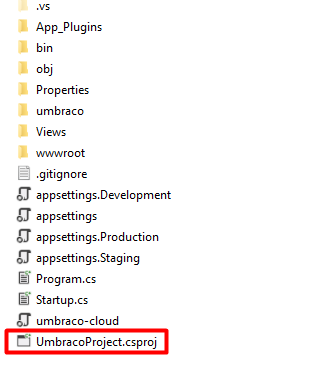 .vs
App_Plugins
bin
obj
Properties
umbraco
Views
wwwroot
.gitignore
appsettings.Development
appsettings
appsettings.Production
appsettings.Staging
Program.cs
Startup.cs
umbraco-cloud
UmbracoProject.csproj